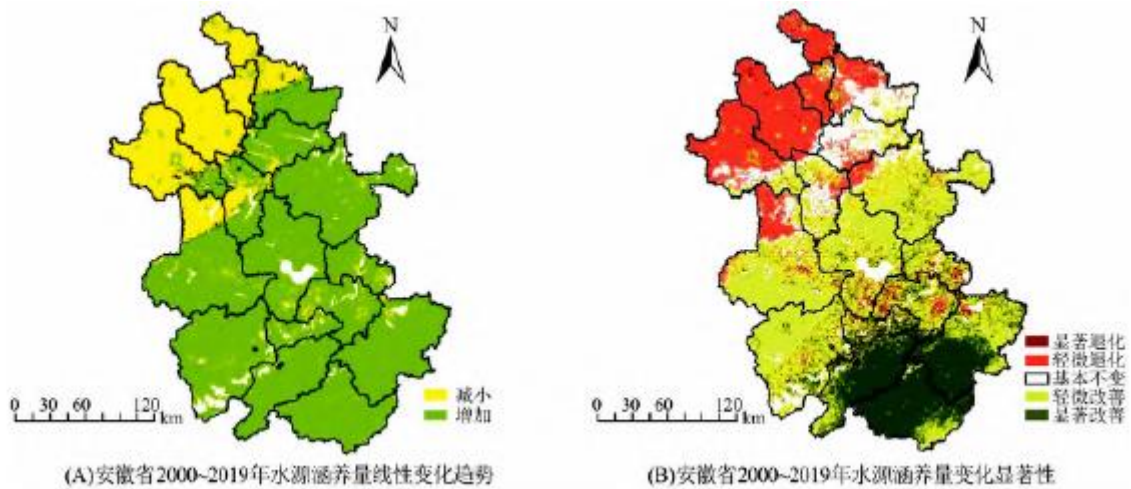 N
减小
增加
0 30 60 120
km
(A)安徽省2000~2019年水源涵养量线性变化趋势
N
显著退化
轻微退化
基本不变
轻微改善
显著改善
0 30 60 120
km
(B)安徽省2000~2019年水源涵养量变化显著性